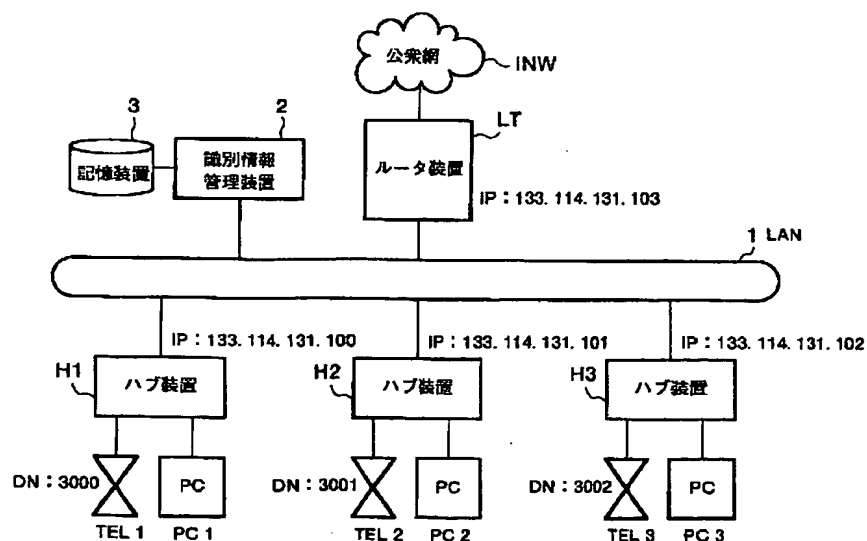 公衆網
INW
3
2
LT
記憶装置
識別情報
管理装置
ルータ装置
IP：133.114.131.103
1 LAN
IP：133.114.131.100
IP：133.114.131.101
IP：133.114.131.102
H1
ハブ装置
H2
ハブ装置
H3
ハブ装置
DN：3000
PC
DN：3001
PC
DN：3002
PC
TEL 1
PC 1
TEL 2
PC 2
TEL 3
PC 3